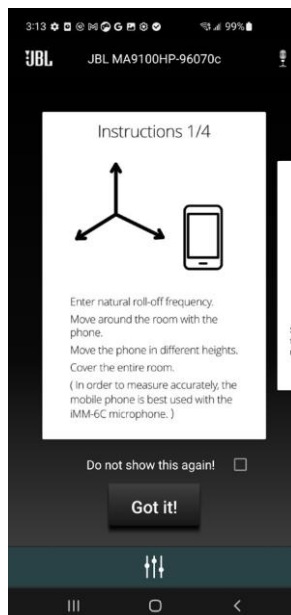 3:13 99%
JBL JBL MA9100HP-96070c
Instructions 1/4
Enter natural roll-off frequency.
Move around the room with the
phone.
Move the phone in different heights.
Cover the entire room.
( In order to measure accurately, the
mobile phone is best used with the
iMM-6C microphone. )
Do not show this again!
Got it!